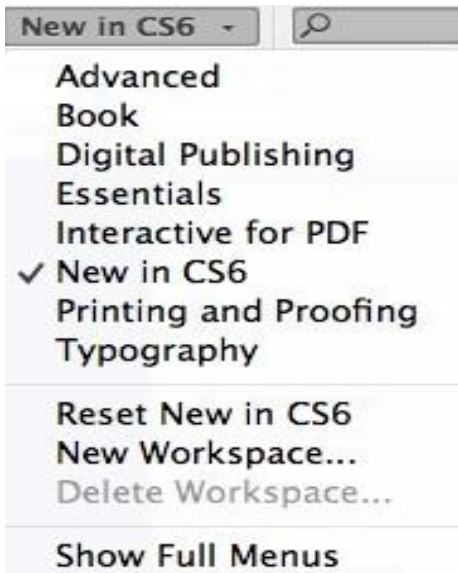 New in CS6
Advanced
Book
Digital Publishing
Essentials
Interactive for PDF
✓ New in CS6
Printing and Proofing
Typography
Reset New in CS6
New Workspace...
Delete Workspace...
Show Full Menus